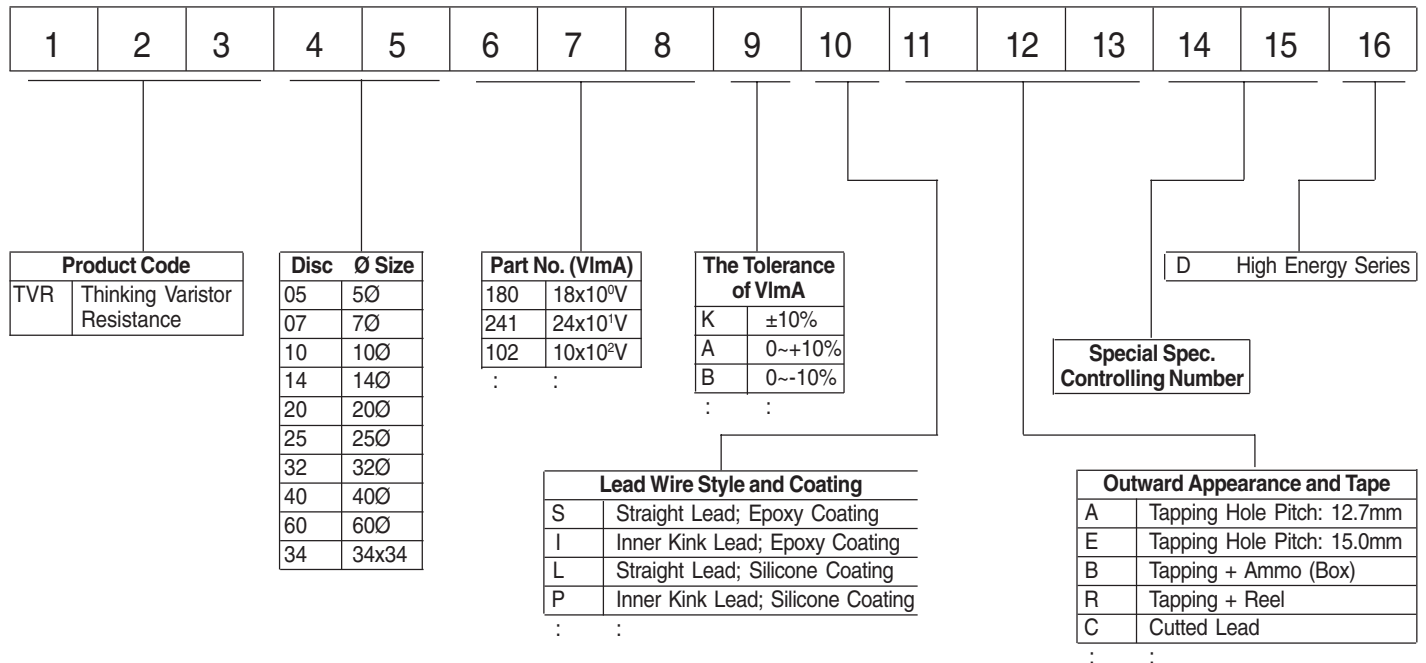 1 2 3 4 5 6 7 8 9 10 11 12 13 14 15 16
Product Code
TVR Thinking Varistor
Resistance
Disc Ø Size
05 5Ø
07 7Ø
10 10Ø
14 14Ø
20 20Ø
25 25Ø
32 32Ø
40 40Ø
60 60Ø
34 34x34
Part No. (VlmA)
180 18x10⁰V
241 24x10¹V
102 10x10²V
: :
The Tolerance
of VlmA
K ±10%
A 0~+10%
B 0~-10%
: :
D High Energy Series
Special Spec.
Controlling Number
Lead Wire Style and Coating
S Straight Lead; Epoxy Coating
I Inner Kink Lead; Epoxy Coating
L Straight Lead; Silicone Coating
P Inner Kink Lead; Silicone Coating
: :
Outward Appearance and Tape
A Tapping Hole Pitch: 12.7mm
E Tapping Hole Pitch: 15.0mm
B Tapping + Ammo (Box)
R Tapping + Reel
C Cutted Lead
: :